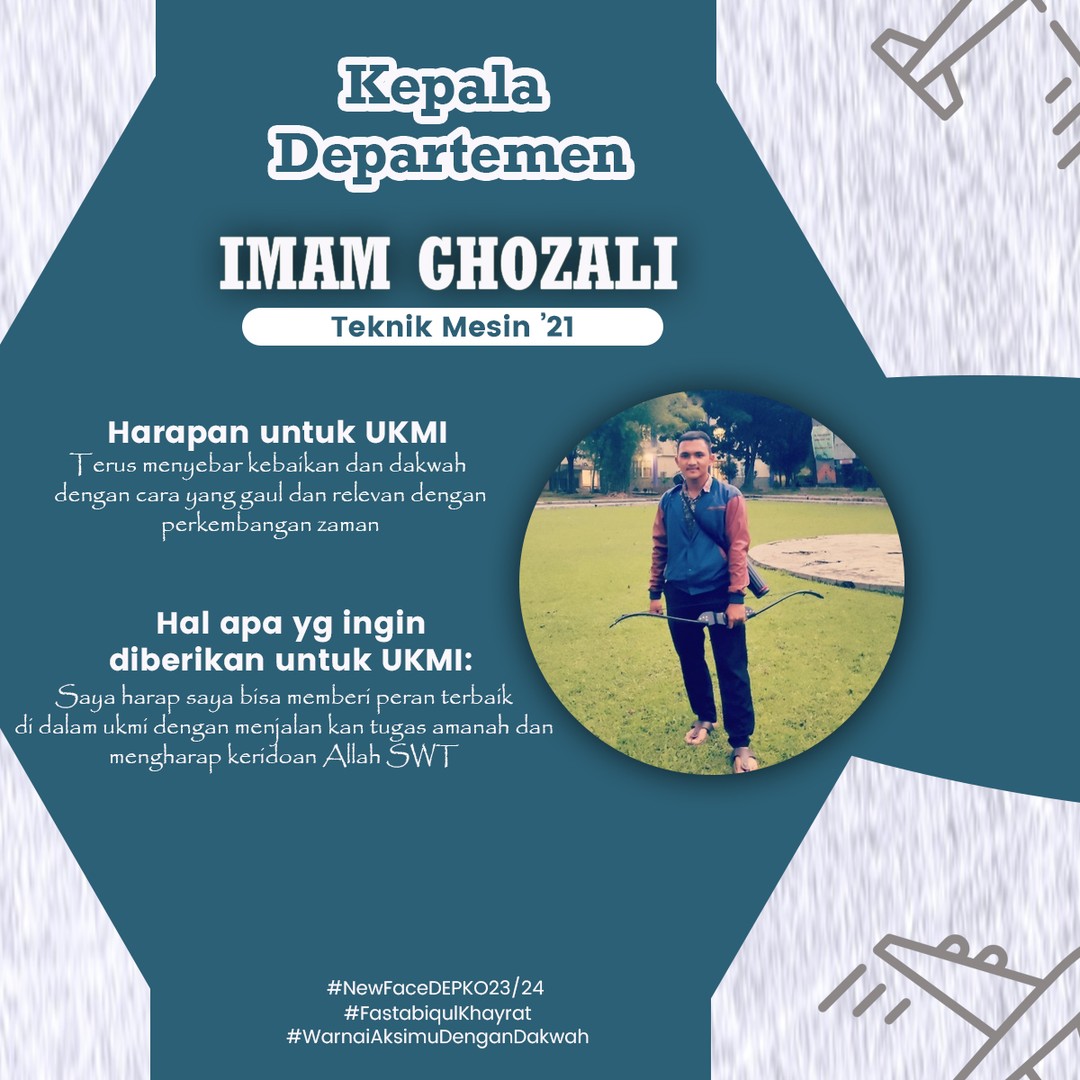 Kepala
Departemen
IMAM GHOZALI
Teknik Mesin ’21
Harapan untuk UKMI
Terus menyebar kebaikan dan dakwah
dengan cara yang gaul dan relevan dengan
perkembangan zaman
Hal apa yg ingin
diberikan untuk UKMI:
Saya harap saya bisa memberi peran terbaik
di dalam ukmi dengan menjalan kan tugas amanah dan
mengharap keridoan Allah SWT
#NewFaceDEPKO23/24
#FastabiqulKhayrat
#WarnaiAksimuDenganDakwah